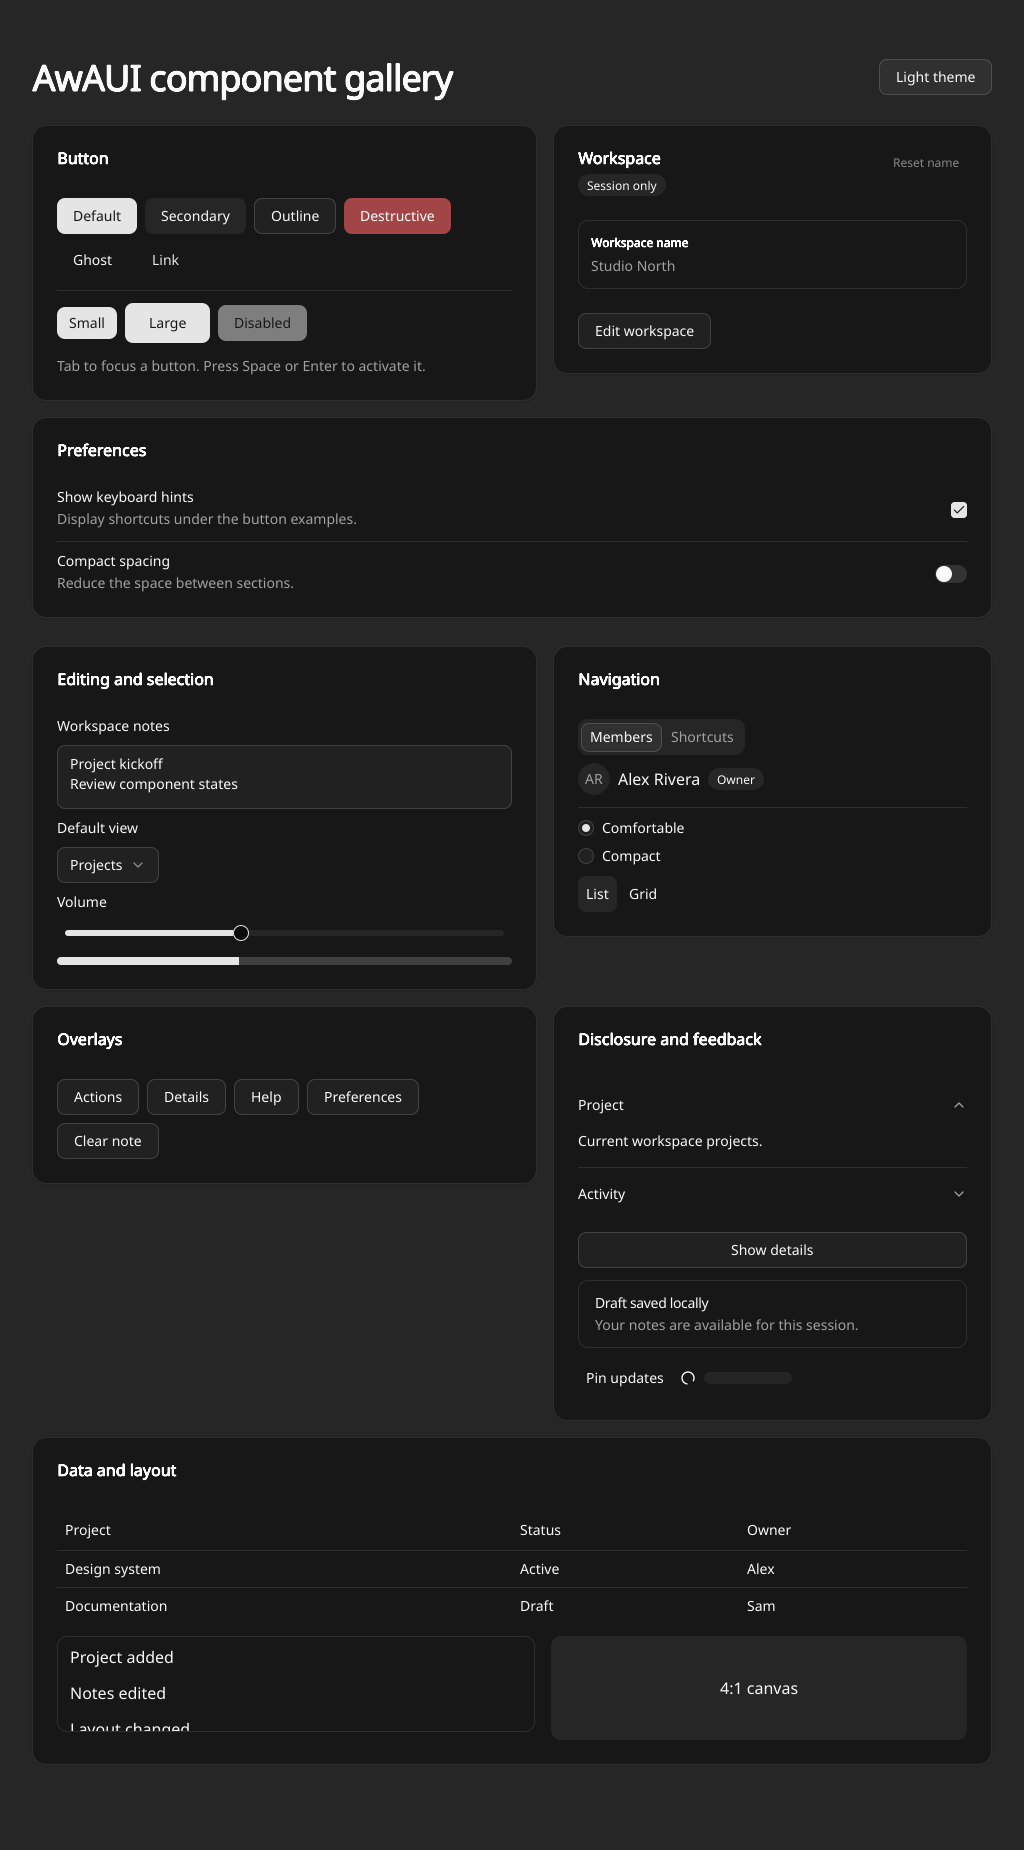 AwAUI component gallery
Light theme
Button
Default
Secondary
Outline
Destructive
Ghost
Link
Small
Large
Disabled
Tab to focus a button. Press Space or Enter to activate it.
Workspace
Session only
Reset name
Workspace name
Studio North
Edit workspace
Preferences
Show keyboard hints
Display shortcuts under the button examples.
Compact spacing
Reduce the space between sections.
Editing and selection
Workspace notes
Project kickoff
Review component states
Default view
Projects
Volume
Navigation
Members
Shortcuts
AR
Alex Rivera
Owner
Comfortable
Compact
List
Grid
Overlays
Actions
Details
Help
Preferences
Clear note
Disclosure and feedback
Project
Current workspace projects.
Activity
Show details
Draft saved locally
Your notes are available for this session.
Pin updates
Data and layout
Project Status Owner
Design system Active Alex
Documentation Draft Sam
Project added
Notes edited
Layout changed
4:1 canvas